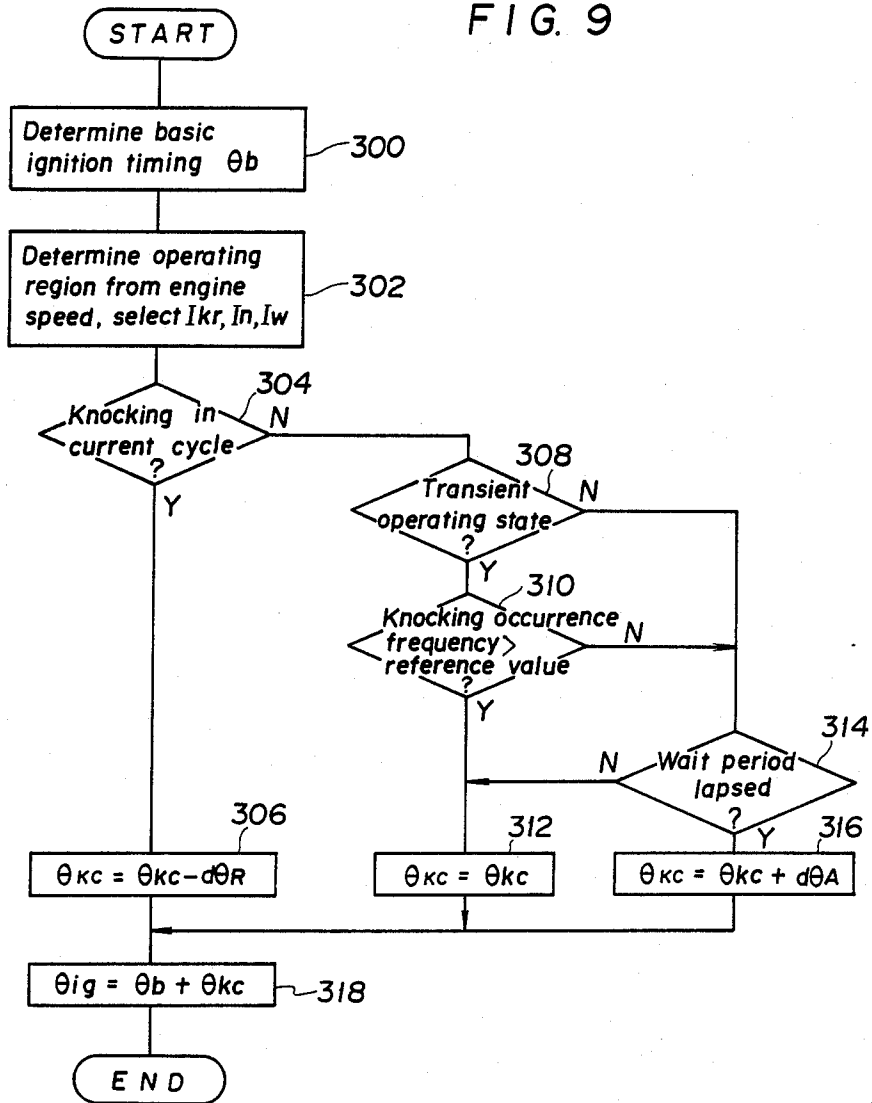 FIG. 9
START
Determine basic
ignition timing θb
300
Determine operating
region from engine
speed, select Ikr, In, Iw
302
304
Knocking in
current cycle
?
N
Y
308
Transient
operating state
?
N
Y
310
Knocking occurrence
frequency >
reference value
?
N
Y
314
Wait period
lapsed
?
N
Y
306
θKC = θkc - dθR
312
θKC = θkc
316
θKC = θkc + dθA
θig = θb + θkc
318
END